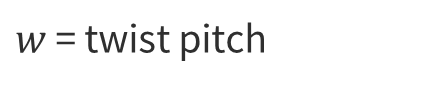 w = twist pitch